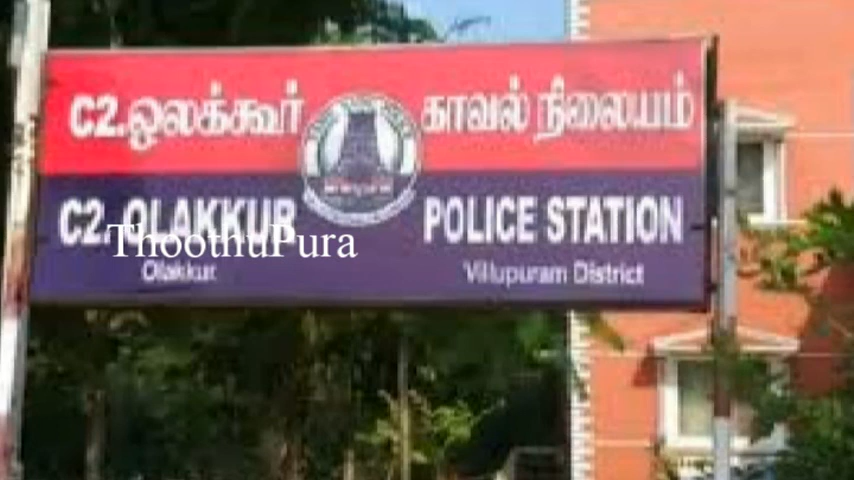 C2.ஒலக்கூர் காவல் நிலையம்
C2. OLAKKUR POLICE STATION
ThoothuPura
Olakkur Villupuram District